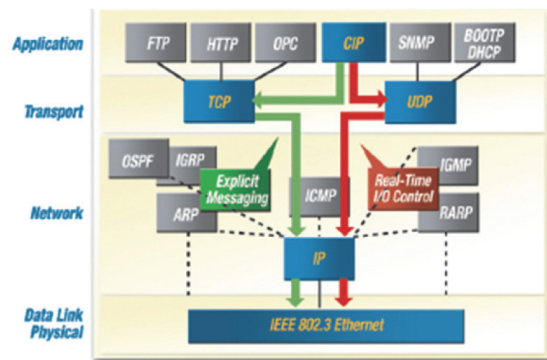 Application
FTP
HTTP
OPC
CIP
SNMP
BOOTP
DHCP
Transport
TCP
UDP
OSPF
IGRP
Explicit
Messaging
ICMP
Real-Time
I/O Control
IGMP
Network
ARP
RARP
IP
Data Link
Physical
IEEE 802.3 Ethernet